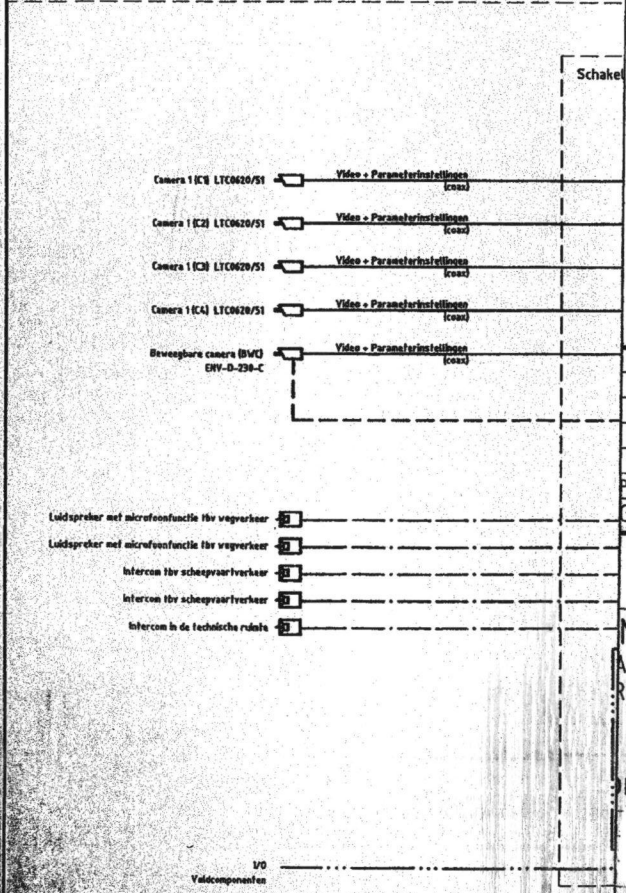 Schakel
Camera 1 (C1) LTC0620/51
Video + Parameterinstellingen
(coax)
Camera 1 (C2) LTC0620/51
Video + Parameterinstellingen
(coax)
Camera 1 (C3) LTC0620/51
Video + Parameterinstellingen
(coax)
Camera 1 (C4) LTC0620/51
Video + Parameterinstellingen
(coax)
Beweegbare camera (BWC)
ENV-D-230-C
Video + Parameterinstellingen
(coax)
Luidspreker met microfoonfunctie tbv wegverkeer
Luidspreker met microfoonfunctie tbv wegverkeer
Intercom tbv scheepvaartverkeer
Intercom tbv scheepvaartverkeer
Intercom in de technische ruimte
I/O
Veldcomponenten